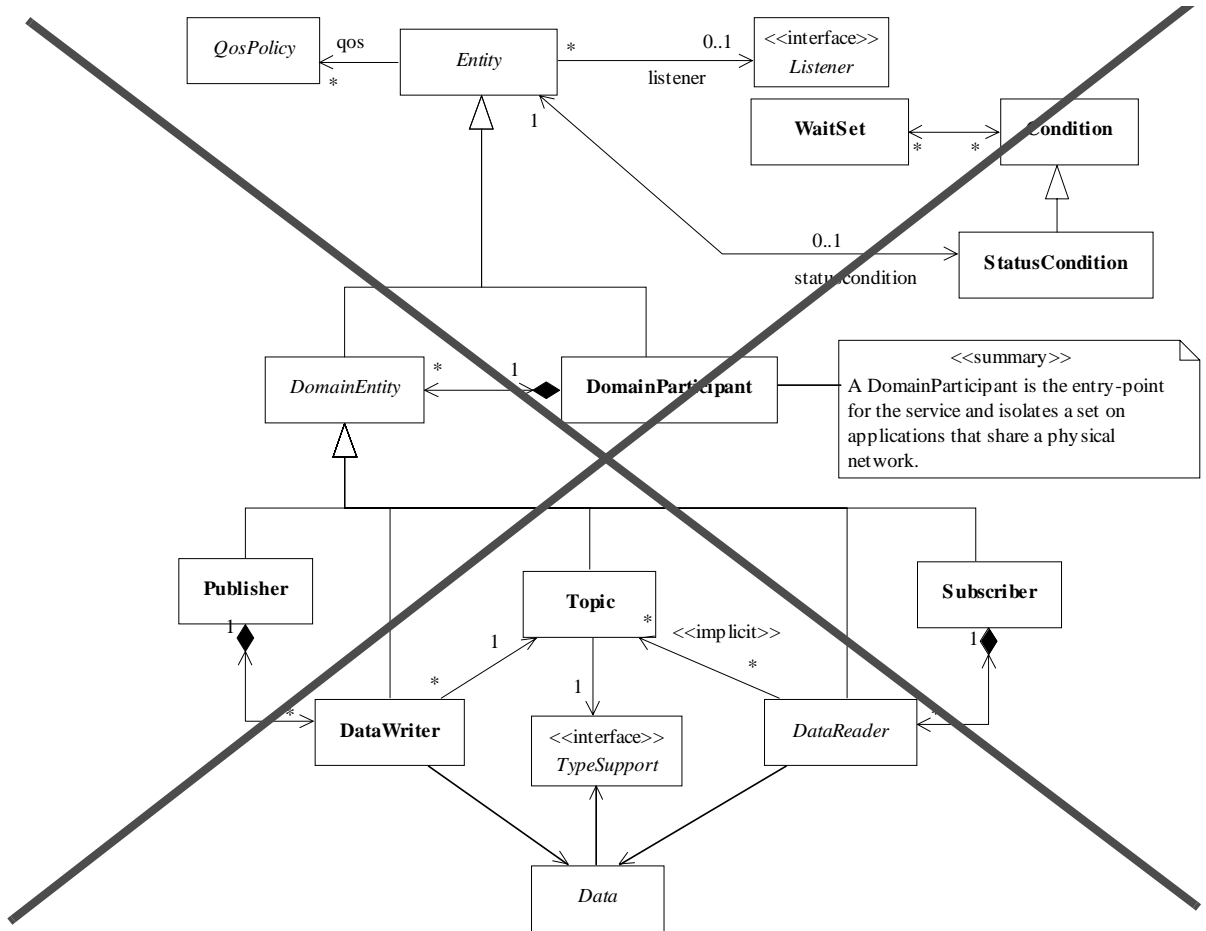 QosPolicy
qos
*
Entity
*
0..1
listener
<<interface>>
Listener
1
WaitSet
*
*
Condition
0..1
statuscondition
StatusCondition
DomainEntity
*
1
DomainParticipant
<<summary>>
A DomainParticipant is the entry-point
for the service and isolates a set on
applications that share a physical
network.
Publisher
1
*
Topic
*
<<implicit>>
*
1
*
1
Subscriber
1
*
DataWriter
<<interface>>
TypeSupport
DataReader
Data